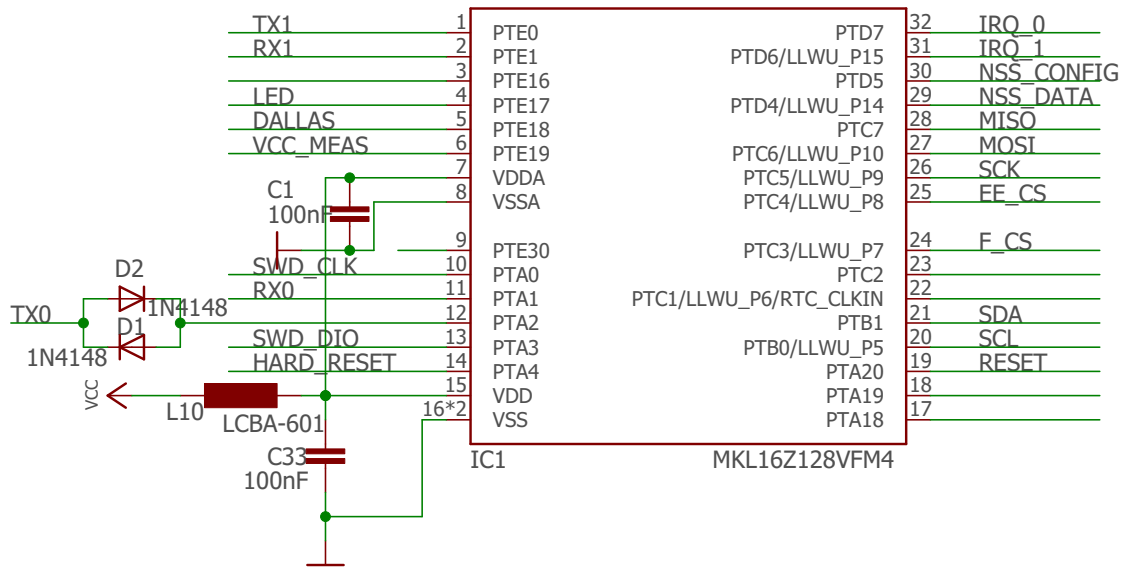 TX1 1 PTE0 PTD7 32 IRQ_0
RX1 2 PTE1 PTD6/LLWU_P15 31 IRQ_1
3 PTE16 PTD5 30 NSS_CONFIG
LED 4 PTE17 PTD4/LLWU_P14 29 NSS_DATA
DALLAS 5 PTE18 PTC7 28 MISO
VCC_MEAS 6 PTE19 PTC6/LLWU_P10 27 MOSI
7 VDDA PTC5/LLWU_P9 26 SCK
C1 8 VSSA PTC4/LLWU_P8 25 EE_CS
100nF
9 PTE30 PTC3/LLWU_P7 24 F_CS
SWD_CLK 10 PTA0 PTC2 23
D2 RX0 11 PTA1 PTC1/LLWU_P6/RTC_CLKIN 22
1N4148
TX0 12 PTA2 PTB1 21 SDA
D1
1N4148 SWD_DIO 13 PTA3 PTB0/LLWU_P5 20 SCL
HARD_RESET 14 PTA4 PTA20 19 RESET
VCC 15 VDD PTA19 18
L10 16*2 VSS PTA18 17
LCBA-601
C33 IC1 MKL16Z128VFM4
100nF